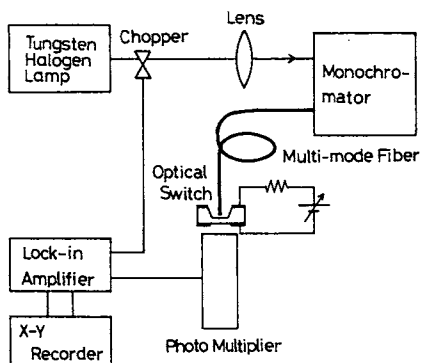 Tungsten
Halogen
Lamp
Chopper
Lens
Monochro-
mator
Multi-mode Fiber
Optical
Switch
Lock-in
Amplifier
X-Y
Recorder
Photo Multiplier